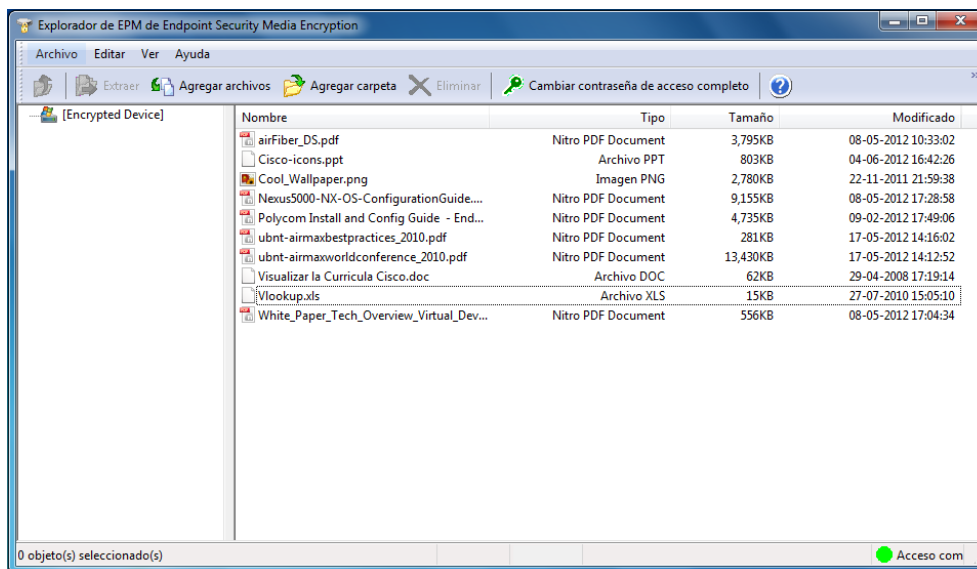 Explorador de EPM de Endpoint Security Media Encryption
Archivo Editar Ver Ayuda
Extraer Agregar archivos Agregar carpeta Eliminar Cambiar contraseña de acceso completo
[Encrypted Device]
Nombre Tipo Tamaño Modificado
airFiber_DS.pdf Nitro PDF Document 3,795KB 08-05-2012 10:33:02
Cisco-icons.ppt Archivo PPT 803KB 04-06-2012 16:42:26
Cool_Wallpaper.png Imagen PNG 2,780KB 22-11-2011 21:59:38
Nexus5000-NX-OS-ConfigurationGuide.... Nitro PDF Document 9,155KB 08-05-2012 17:28:58
Polycom Install and Config Guide - End... Nitro PDF Document 4,735KB 09-02-2012 17:49:06
ubnt-airmaxbestpractices_2010.pdf Nitro PDF Document 281KB 17-05-2012 14:16:02
ubnt-airmaxworldconference_2010.pdf Nitro PDF Document 13,430KB 17-05-2012 14:12:52
Visualizar la Curricula Cisco.doc Archivo DOC 62KB 29-04-2008 17:19:14
Vlookup.xls Archivo XLS 15KB 27-07-2010 15:05:10
White_Paper_Tech_Overview_Virtual_Dev... Nitro PDF Document 556KB 08-05-2012 17:04:34
0 objeto(s) seleccionado(s) Acceso com